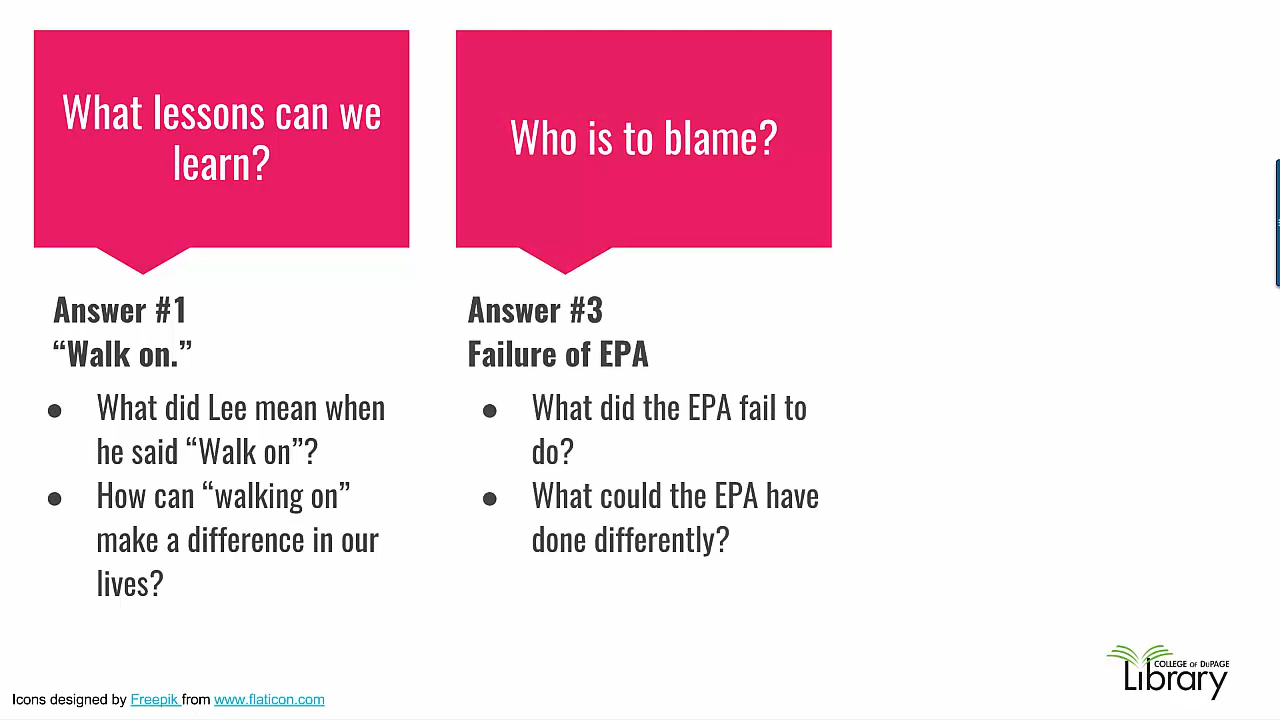 What lessons can we
learn?
Who is to blame?
Answer #1
“Walk on.”
● What did Lee mean when
he said “Walk on”?
● How can “walking on”
make a difference in our
lives?
Answer #3
Failure of EPA
● What did the EPA fail to
do?
● What could the EPA have
done differently?
COLLEGE OF DuPAGE
Library
Icons designed by Freepik from www.flaticon.com